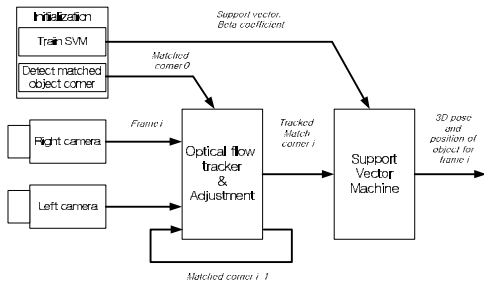 Initialization
Train SVM
Detect matched
object corner
Support vector,
Beta coefficient
Matched
corner 0
Right camera
Frame i
Left camera
Optical flow
tracker
&
Adjustment
Tracked
Match
corner i
Support
Vector
Machine
3D pose
and
position of
object for
frame i
Matched corner i-1